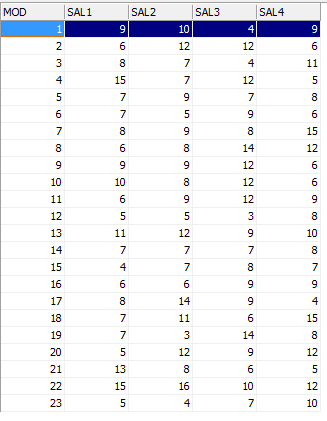 MOD SAL1 SAL2 SAL3 SAL4
1 9 10 4 9
2 6 12 12 6
3 8 7 4 11
4 15 7 12 5
5 7 9 7 8
6 7 5 9 6
7 8 9 8 15
8 6 8 14 12
9 9 9 12 6
10 10 8 12 6
11 6 9 12 9
12 5 5 3 8
13 11 12 9 10
14 7 7 7 8
15 4 7 8 7
16 6 6 9 9
17 8 14 9 4
18 7 11 6 15
19 7 3 14 8
20 5 12 9 12
21 13 8 6 5
22 15 16 10 12
23 5 4 7 10